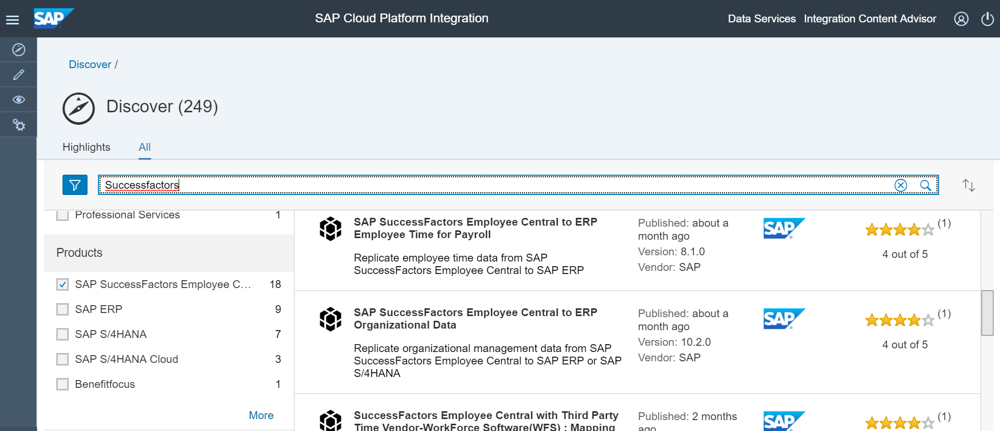 SAP
SAP Cloud Platform Integration
Data Services
Integration Content Advisor
Discover /
Discover (249)
Highlights
All
Successfactors
Professional Services
1
Products
SAP SuccessFactors Employee C...
18
SAP ERP
9
SAP S/4HANA
7
SAP S/4HANA Cloud
3
Benefitfocus
1
More
SAP SuccessFactors Employee Central to ERP
Employee Time for Payroll
Replicate employee time data from SAP
SuccessFactors Employee Central to SAP ERP
Published: about a
month ago
Version: 8.1.0
Vendor: SAP
SAP
(1)
4 out of 5
SAP SuccessFactors Employee Central to ERP
Organizational Data
Replicate organizational management data from SAP
SuccessFactors Employee Central to SAP ERP or SAP
S/4HANA
Published: about a
month ago
Version: 10.2.0
Vendor: SAP
SAP
(1)
4 out of 5
SuccessFactors Employee Central with Third Party
Time Vendor-WorkForce Software(WFS) : Mapping
Published: 2 months
ago
SAP
(1)